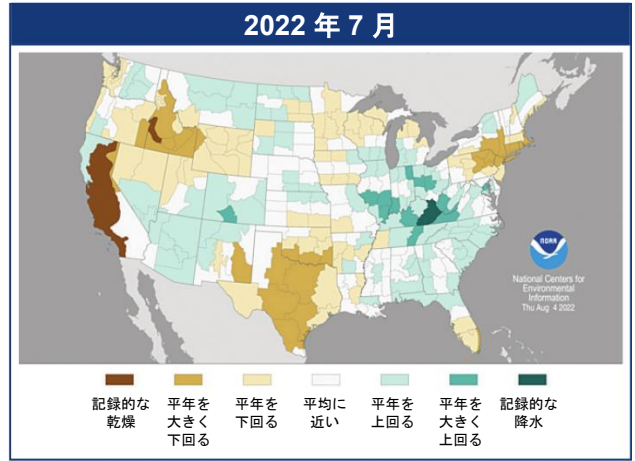 2022 年 7 月
NOAA
National Centers for
Environmental
Information
Thu Aug 4 2022
記録的な
乾燥
平年を
大きく
下回る
平年を
下回る
平均に
近い
平年を
上回る
平年を
大きく
上回る
記録的な
降水